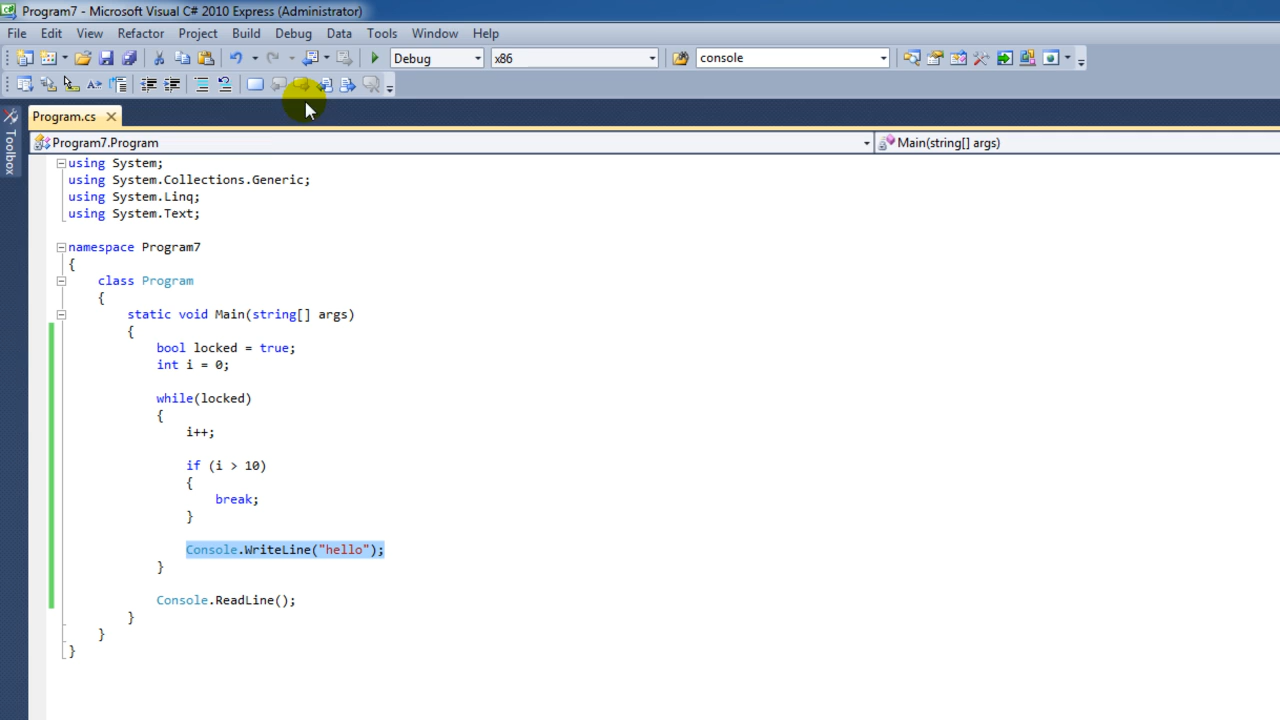 Program7 - Microsoft Visual C# 2010 Express (Administrator)
File Edit View Refactor Project Build Debug Data Tools Window Help
Debug x86 console
Program.cs
Toolbox
Program7.Program Main(string[] args)
using System;
using System.Collections.Generic;
using System.Linq;
using System.Text;
namespace Program7
{
class Program
{
static void Main(string[] args)
{
bool locked = true;
int i = 0;
while(locked)
{
i++;
if (i > 10)
{
break;
}
Console.WriteLine("hello");
}
Console.ReadLine();
}
}
}